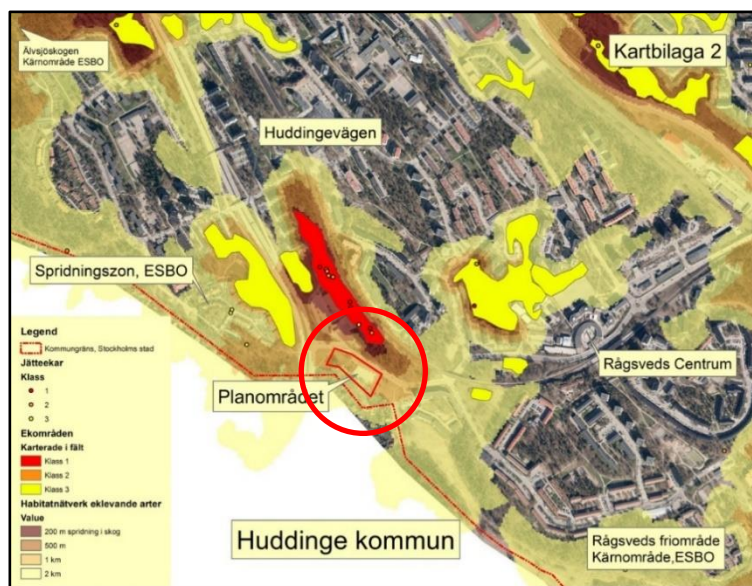 Älvsjöskogen
Kärnområde ESBO
Kartbilaga 2
Huddingevägen
Spridningszon, ESBO
Planområdet
Rågsveds Centrum
Huddinge kommun
Rågsveds friområde
Kärnområde,ESBO
Legend
Kommungräns, Stockholms stad
Jätteekar
Klass
1
2
3
Ekområden
Karterade i fält
Klass 1
Klass 2
Klass 3
Habitatnätverk eklevande arter
Value
200 m spridning i skog
500 m
1 km
2 km